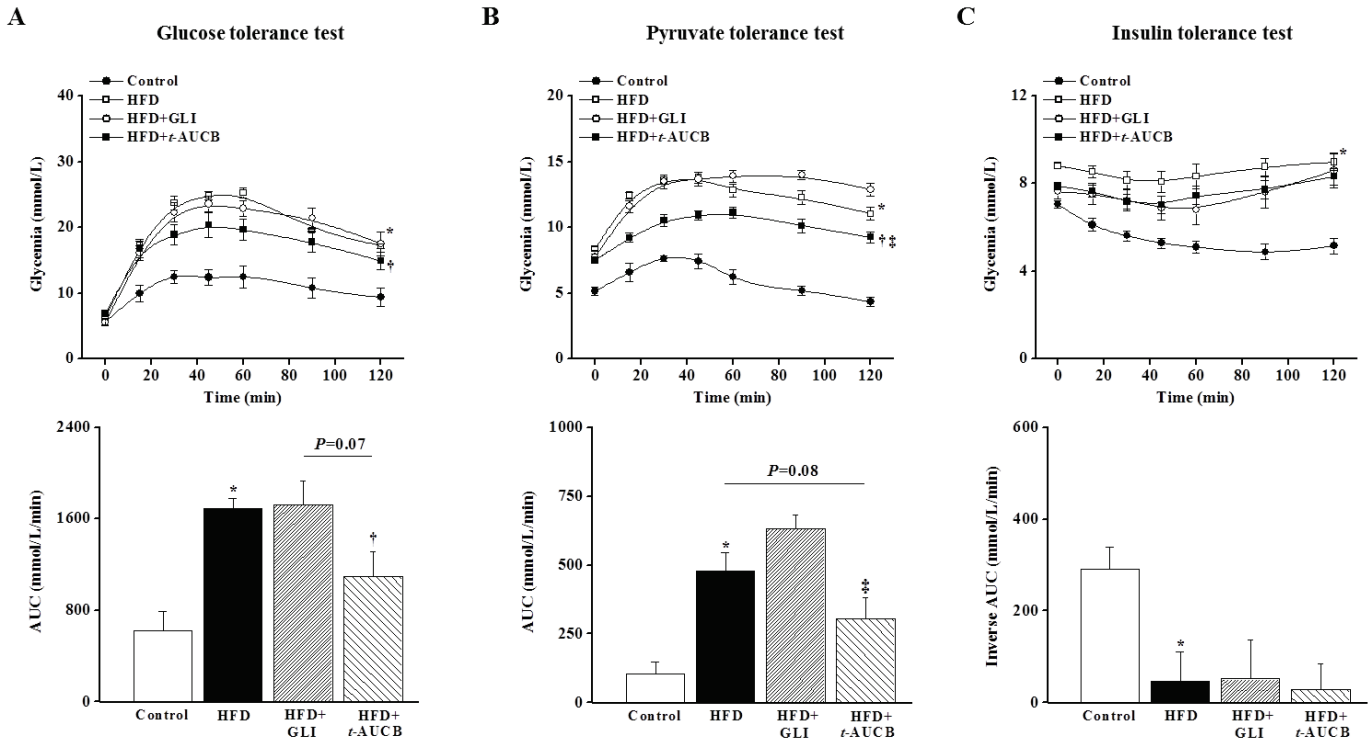 A
Glucose tolerance test
Control
HFD
HFD+GLI
HFD+t-AUCB
40
30
20
10
0
Glycemia (mmol/L)
*
†
0 20 40 60 80 100 120
Time (min)
B
Pyruvate tolerance test
Control
HFD
HFD+GLI
HFD+t-AUCB
20
15
10
5
0
Glycemia (mmol/L)
*
†‡
0 20 40 60 80 100 120
Time (min)
C
Insulin tolerance test
Control
HFD
HFD+GLI
HFD+t-AUCB
12
8
4
0
Glycemia (mmol/L)
*
0 20 40 60 80 100 120
Time (min)
2400
1600
800
0
AUC (mmol/L/min)
P=0.07
*
†
Control HFD HFD+ HFD+
GLI t-AUCB
1000
750
500
250
0
AUC (mmol/L/min)
P=0.08
*
‡
Control HFD HFD+ HFD+
GLI t-AUCB
600
400
200
0
Inverse AUC (mmol/L/min)
*
Control HFD HFD+ HFD+
GLI t-AUCB